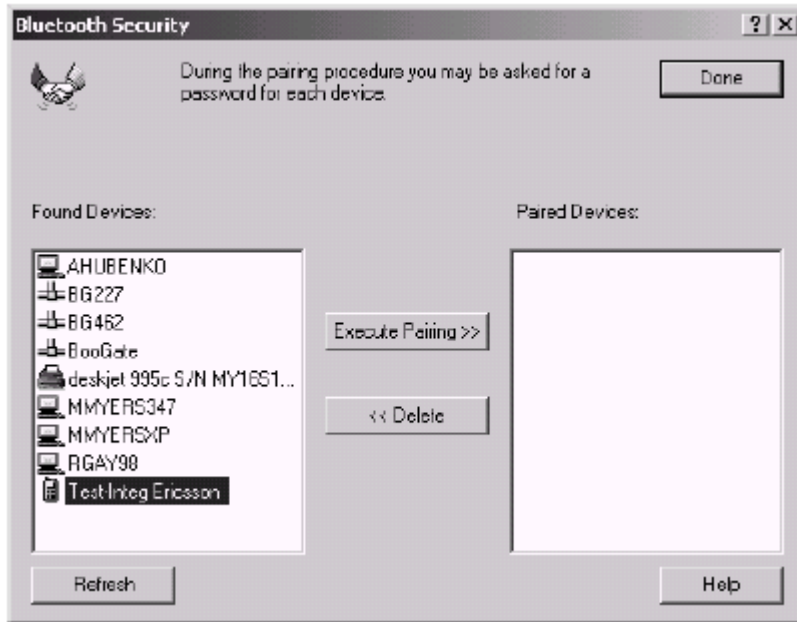 Bluetooth Security
During the pairing procedure you may be asked for a
password for each device.
Done
Found Devices:
Paired Devices:
AHUBENKO
BG227
BG462
BooGate
deskjet 995c S/N MY16S1...
MMYERS347
MMYERSXP
RGAY98
Test-Integ Ericsson
Execute Pairing >>
<< Delete
Refresh
Help